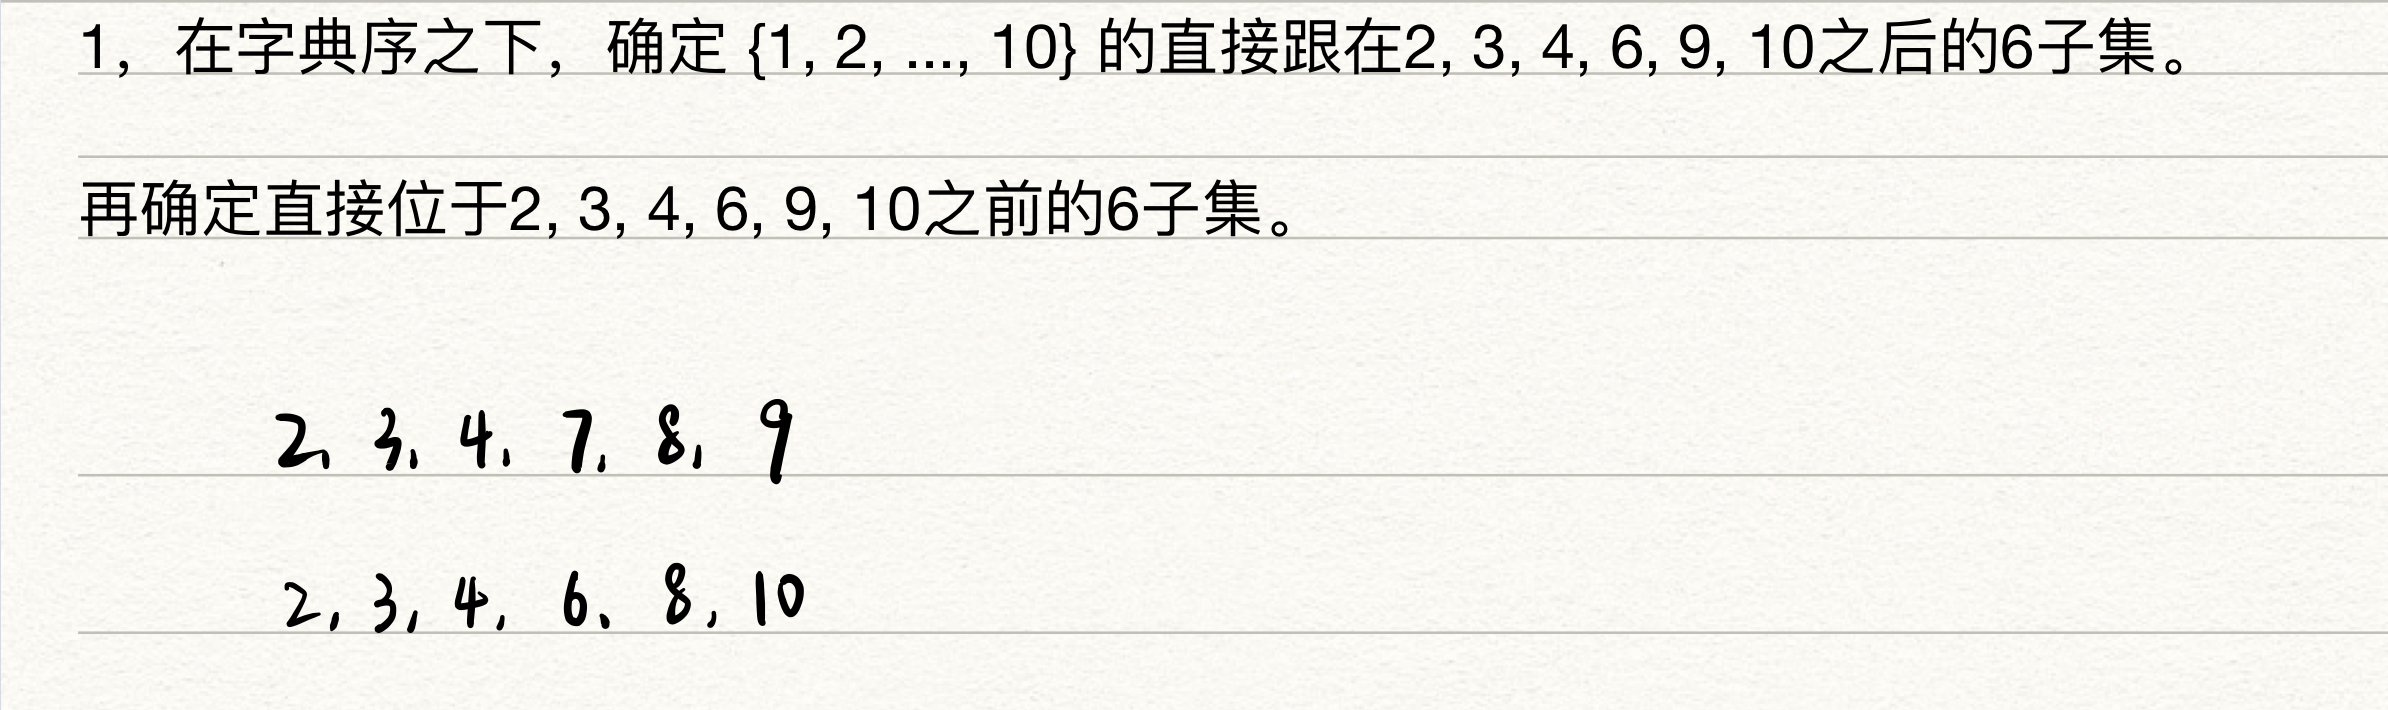 1，在字典序之下，确定 {1, 2, ..., 10} 的直接跟在2, 3, 4, 6, 9, 10之后的6子集。
再确定直接位于2, 3, 4, 6, 9, 10之前的6子集。
2, 3, 4, 7, 8, 9
2, 3, 4, 6, 8, 10